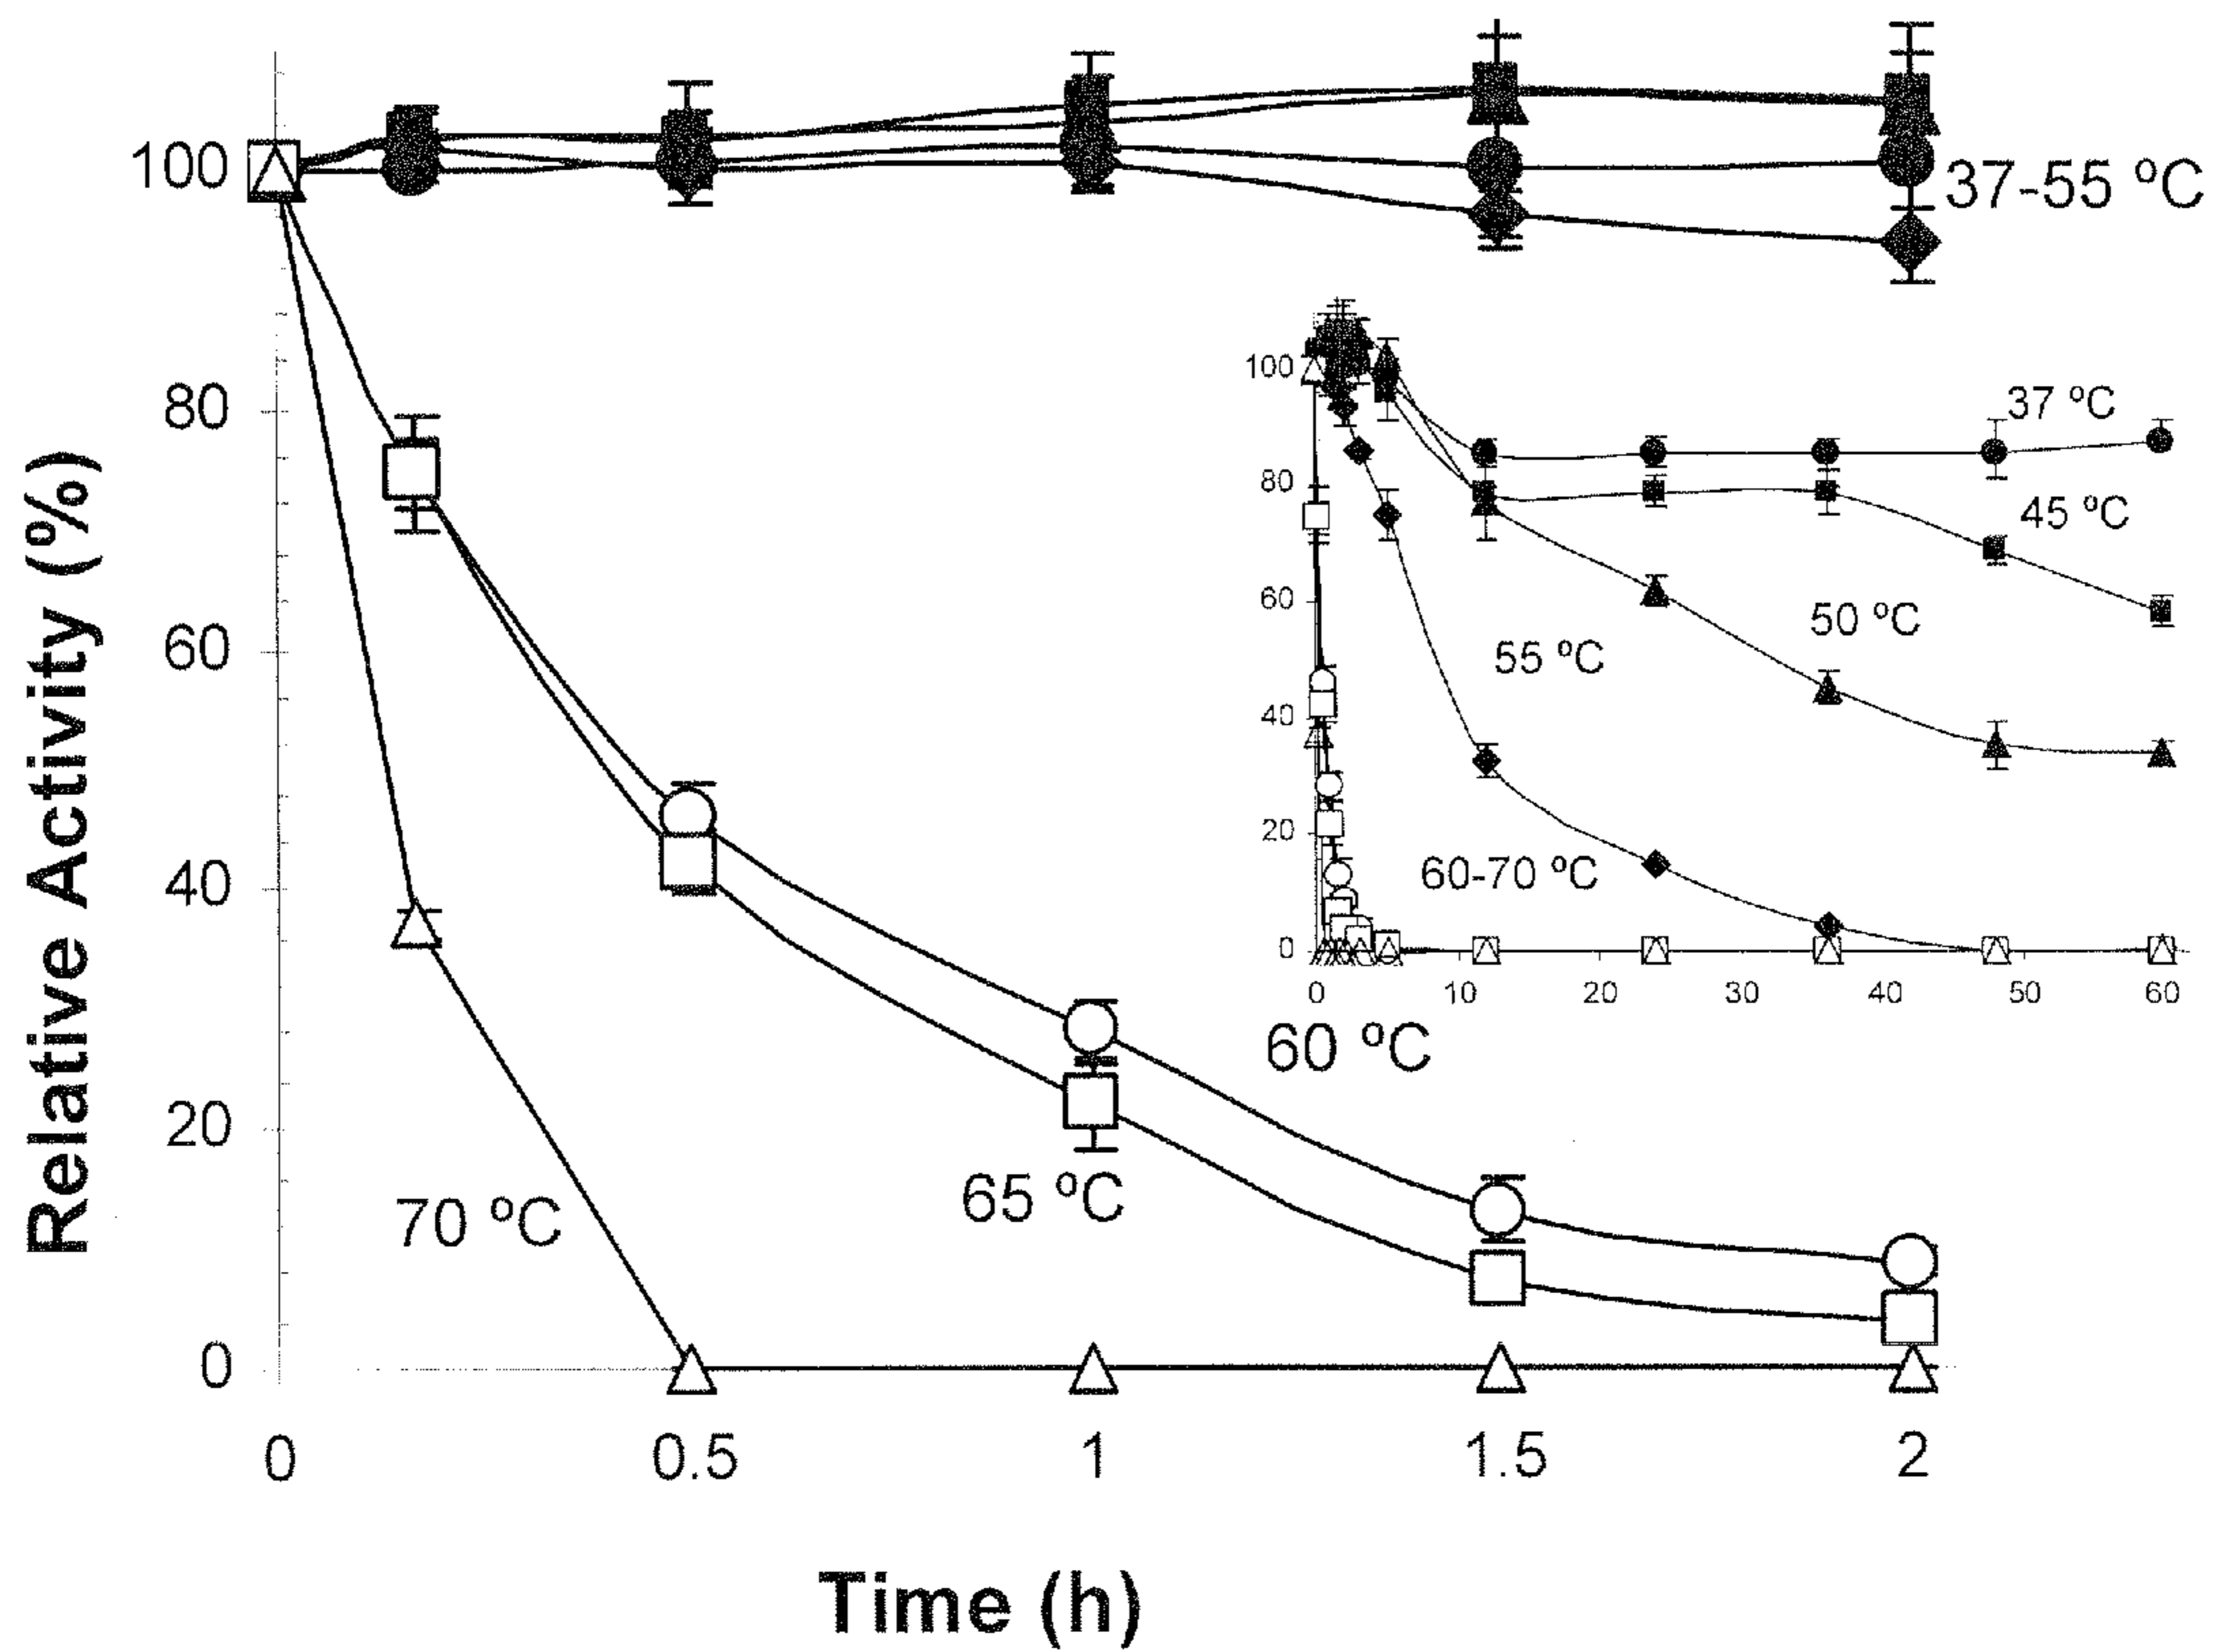 100
37-55 ºC
100
37 ºC
80
80
45 ºC
60
50 ºC
60
55 ºC
40
40
20
60-70 ºC
0
0 10 20 30 40 50 60
60 ºC
20
65 ºC
70 ºC
0
Relative Activity (%)
0 0.5 1 1.5 2
Time (h)